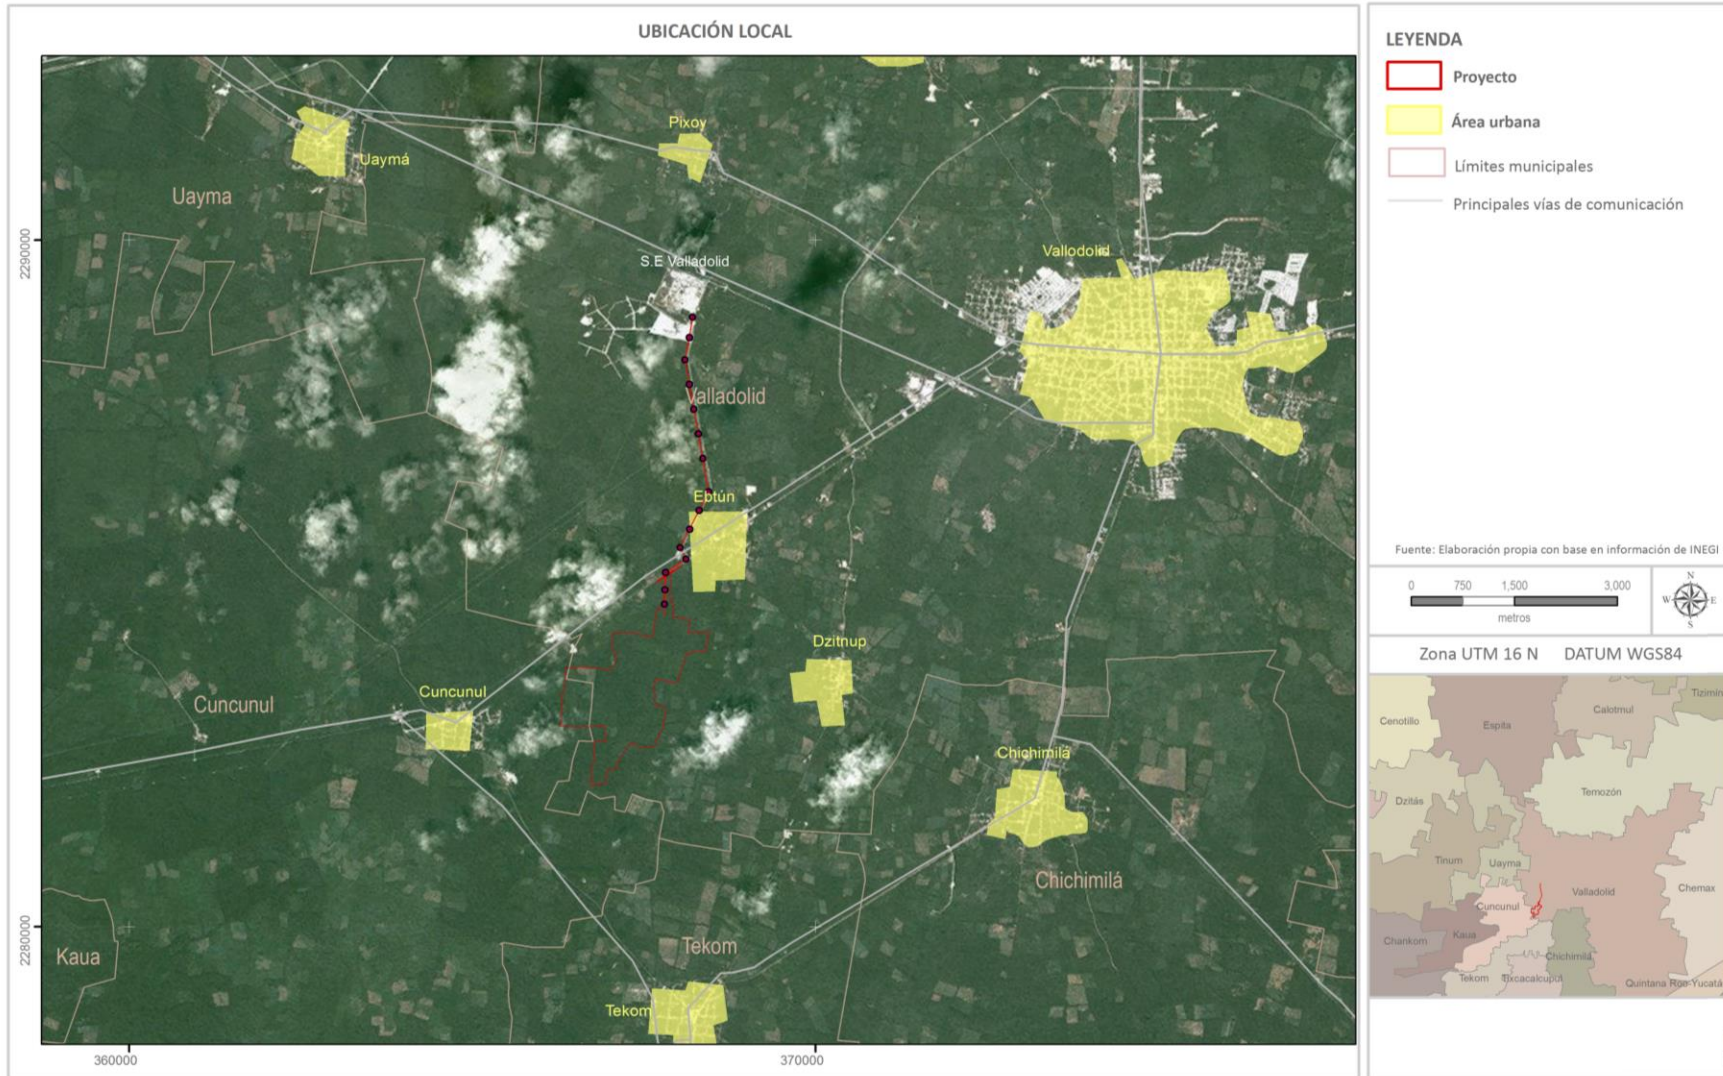 UBICACIÓN LOCAL
Pixoy
Uaymá
Uayma
2290000
S.E Valladolid
Vallodolid
Valladolid
Ebtún
Dzitnup
Cuncunul
Cuncunul
Chichimilá
Chichimilá
2280000
Tekom
Kaua
Tekom
360000
370000
LEYENDA
Proyecto
Área urbana
Límites municipales
Principales vías de comunicación
Fuente: Elaboración propia con base en información de INEGI
0 750 1,500 3,000
metros
N
W E
S
Zona UTM 16 N DATUM WGS84
Tizimín
Cenotillo
Espita
Calotmul
Dzitás
Temozón
Tinum
Uayma
Valladolid
Chemax
Cuncunul
Kaua
Chankom
Chichimilá
Tekom
Tixcacalcupul
Quintana Roo-Yucatá